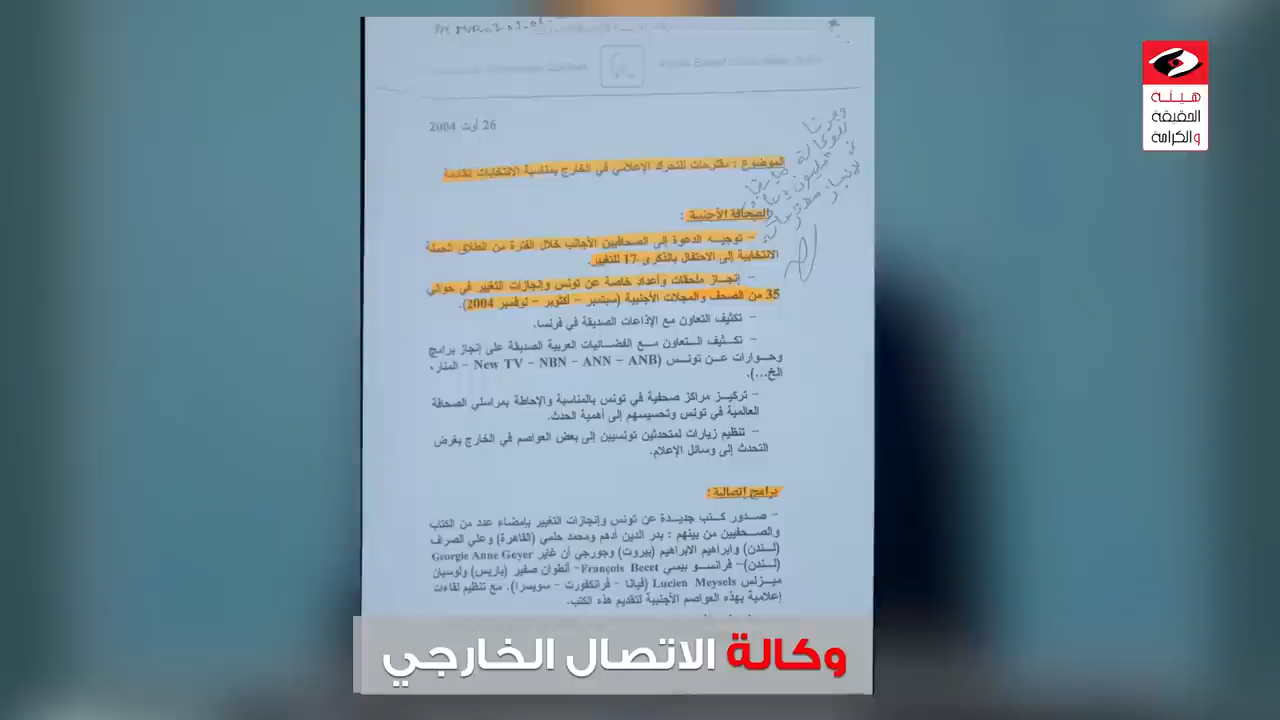 هيئة
الحقيقة
والكرامة
26 أوت 2004
الموضوع : مقترحات للتحرك الإعلامي في الخارج بمناسبة الانتخابات القادمة
الصحافة الأجنبية :
- توجيه الدعوة إلى الصحافيين الأجانب خلال الفترة من انطلاق الحملة
الانتخابية إلى الاحتفال بالذكرى 17 للتغيير.
- إنجاز ملحقات وأعداد خاصة عن تونس وإنجازات التغيير في حوالي
35 من الصحف والمجلات الأجنبية (سبتمبر - أكتوبر - نوفمبر 2004).
- تكثيف التعاون مع الإذاعات الصديقة في فرنسا.
- تكثيف التعاون مع الفضائيات العربية الصديقة على إنجاز برامج
وحوارات عن تونس (New TV - NBN - ANN - ANB - المنار،
الخ...).
- تركيز مراكز صحفية في تونس بالمناسبة والإحاطة بمراسلي الصحافة
العالمية في تونس وتحسيسهم إلى أهمية الحدث.
- تنظيم زيارات لمتحدثين تونسيين إلى بعض العواصم في الخارج بغرض
التحدث إلى وسائل الإعلام.
برامج إتصالية :
- صدور كتب جديدة عن تونس وإنجازات التغيير بإمضاء عدد من الكتاب
والصحفيين من بينهم : بدر الدين أدهم ومحمد حلمي (القاهرة) وعلي الصراف
(لندن) وابراهيم الابراهيم (بيروت) وجورجي أن غاير Georgie Anne Geyer
(لندن)- فرانسو بيسي François Becet- أنطوان صفير (باريس) ولوسيان
ميزلس Lucien Meysels (فيانا - فرانكفورت - سويسرا). مع تنظيم لقاءات
إعلامية بهذه العواصم الأجنبية لتقديم هذه الكتب.
وكالة الاتصال الخارجي